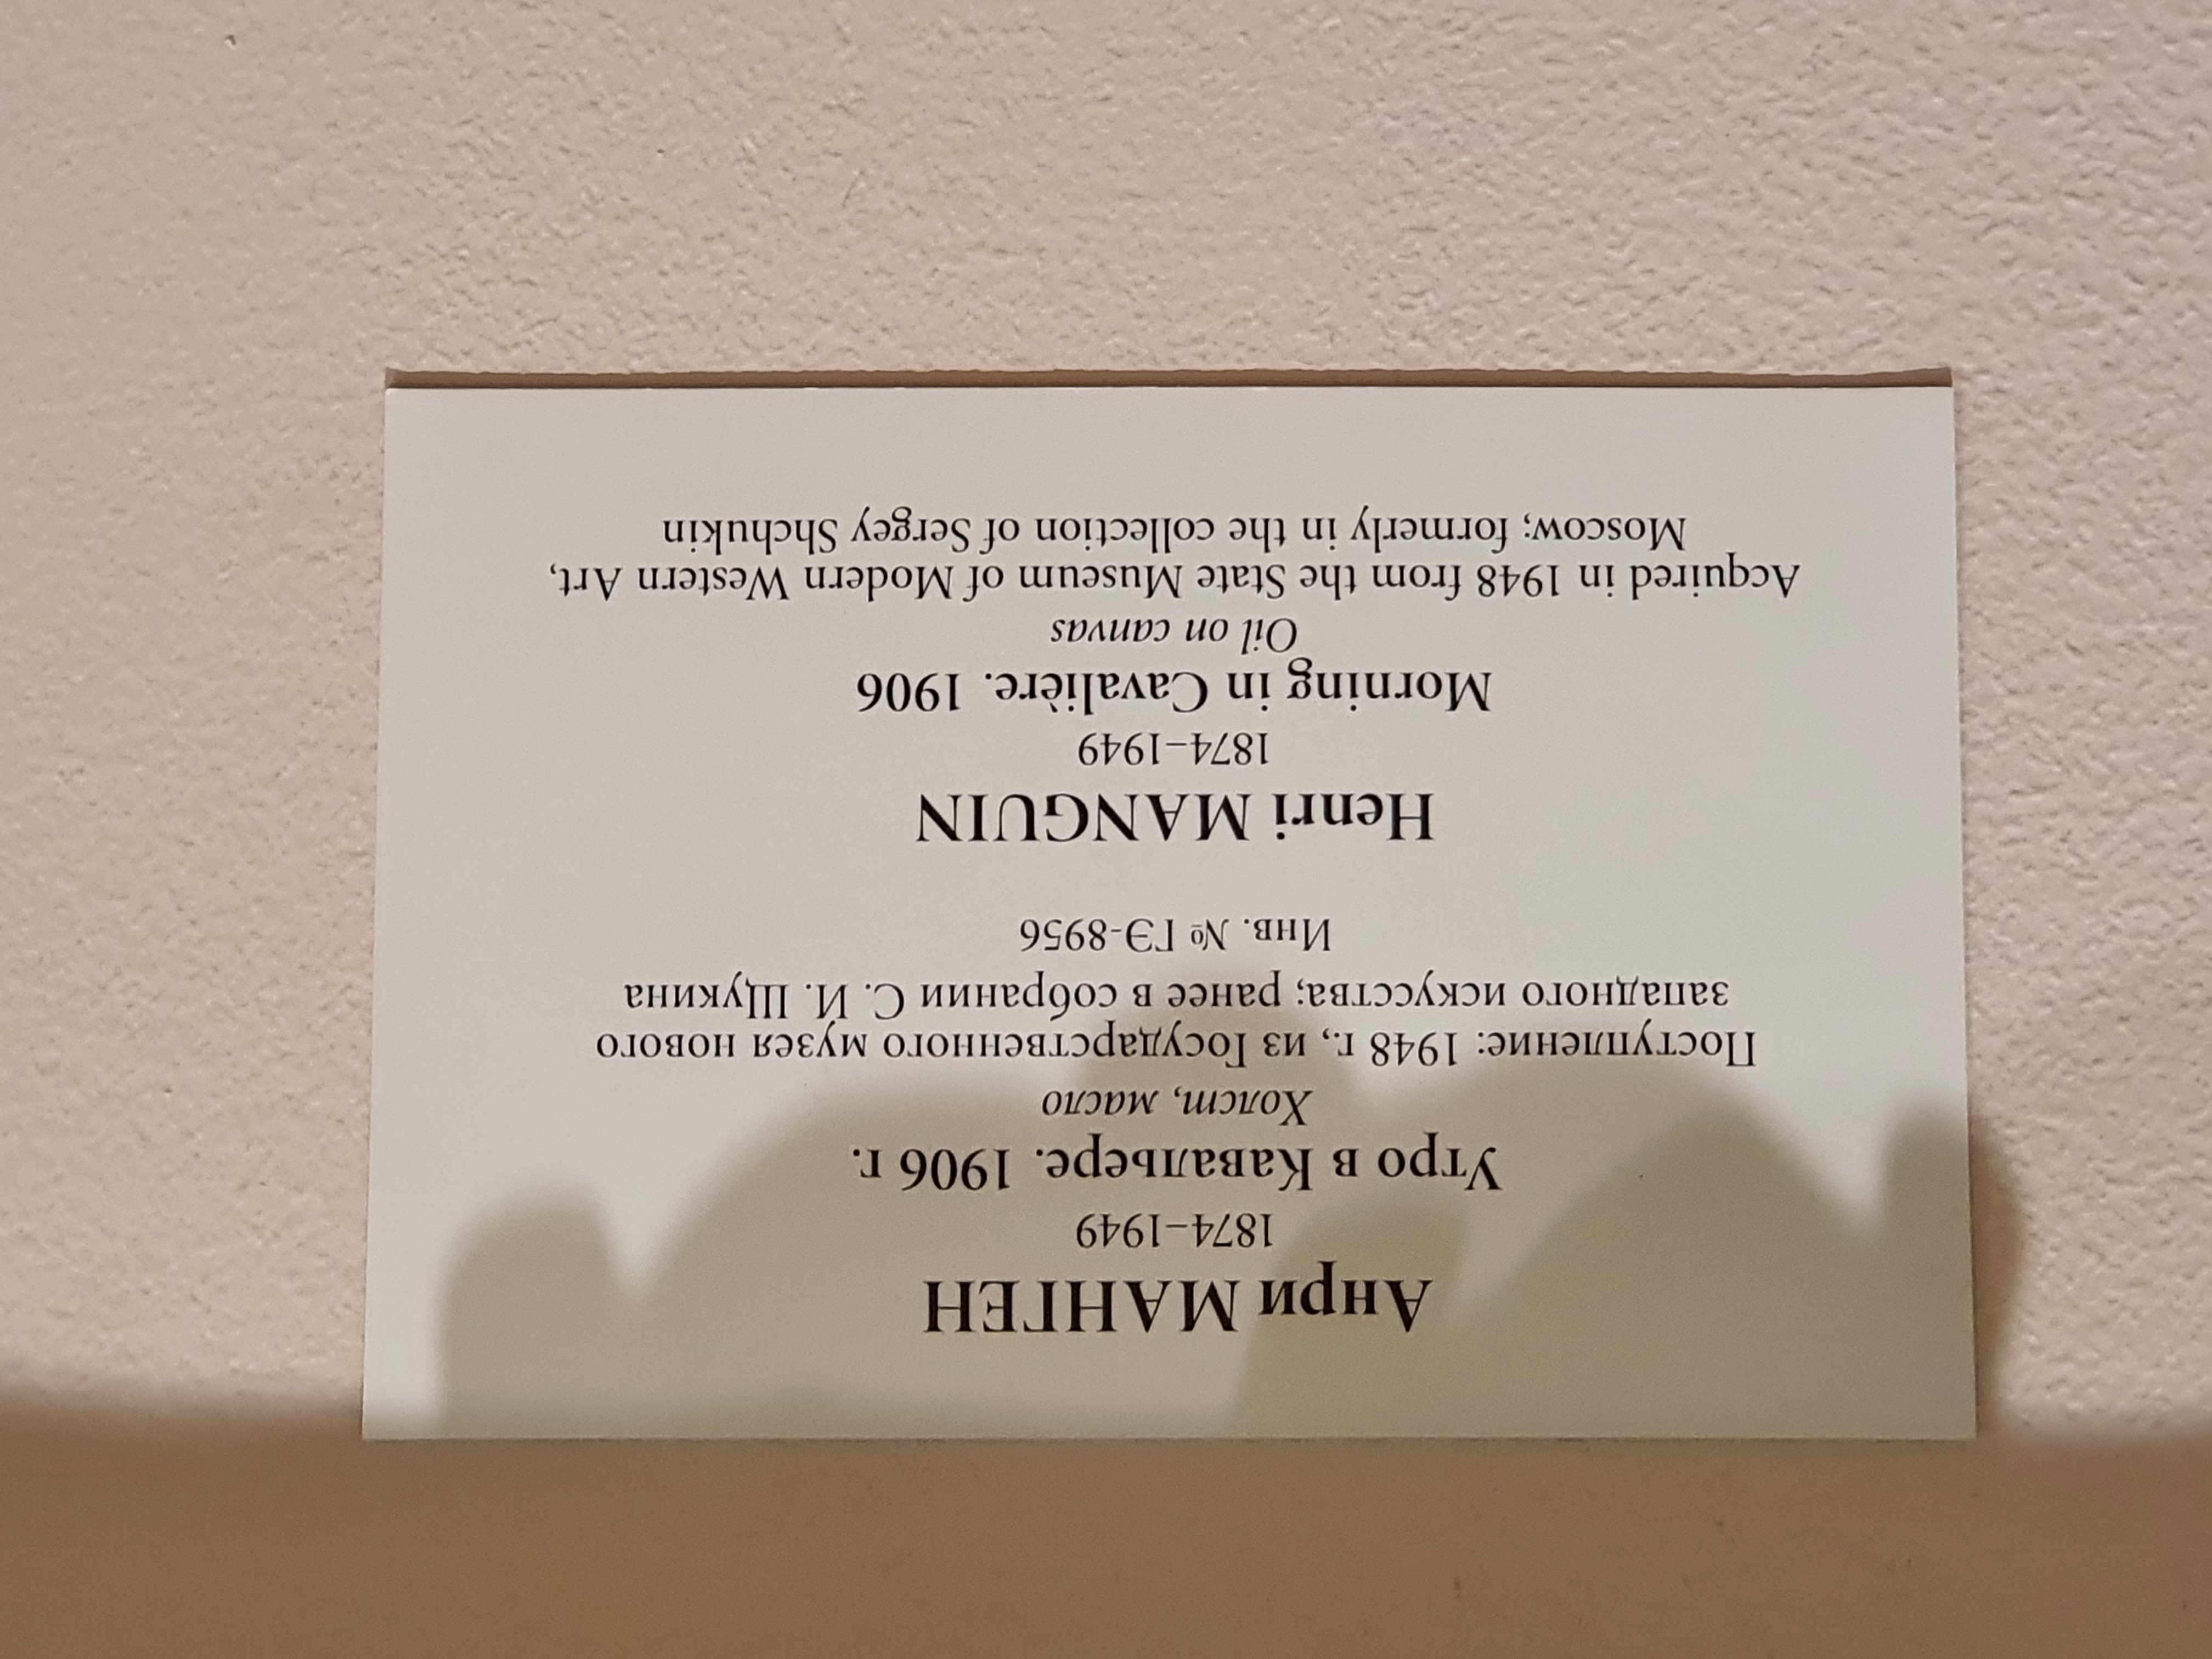 Анри МАНГЕН
1874–1949
Утро в Кавальере. 1906 г.
Холст, масло
Поступление: 1948 г., из Государственного музея нового
западного искусства; ранее в собрании С. И. Щукина
Инв. № ГЭ-8956
Henri MANGUIN
1874–1949
Morning in Cavalière. 1906
Oil on canvas
Acquired in 1948 from the State Museum of Modern Western Art,
Moscow; formerly in the collection of Sergey Shchukin